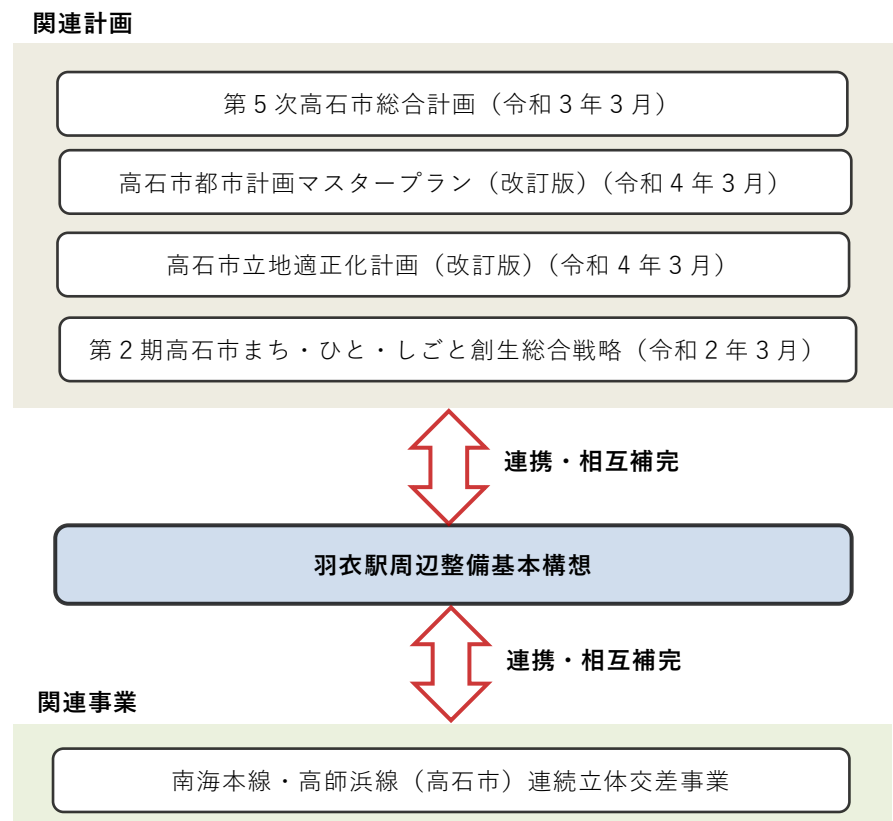 関連計画
第5次高石市総合計画（令和3年3月）
高石市都市計画マスタープラン（改訂版）（令和4年3月）
高石市立地適正化計画（改訂版）（令和4年3月）
第2期高石市まち・ひと・しごと創生総合戦略（令和2年3月）
連携・相互補完
羽衣駅周辺整備基本構想
連携・相互補完
関連事業
南海本線・高師浜線（高石市）連続立体交差事業